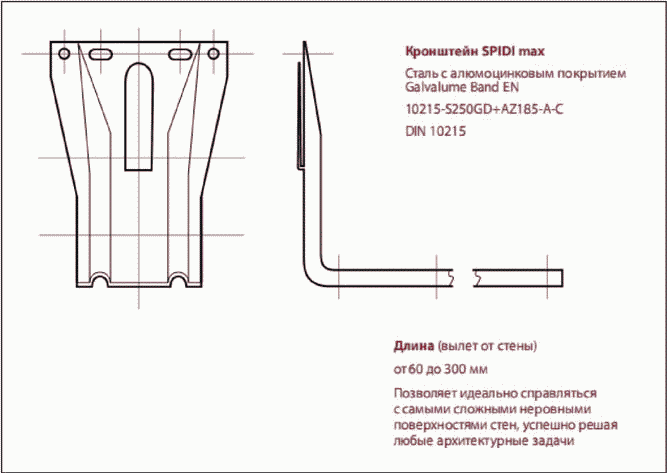 Кронштейн SPIDI max
Сталь с алюмоцинковым покрытием
Galvalume Band EN
10215-S250GD+AZ185-A-C
DIN 10215
Длина (вылет от стены)
от 60 до 300 мм
Позволяет идеально справляться
с самыми сложными неровными
поверхностями стен, успешно решая
любые архитектурные задачи